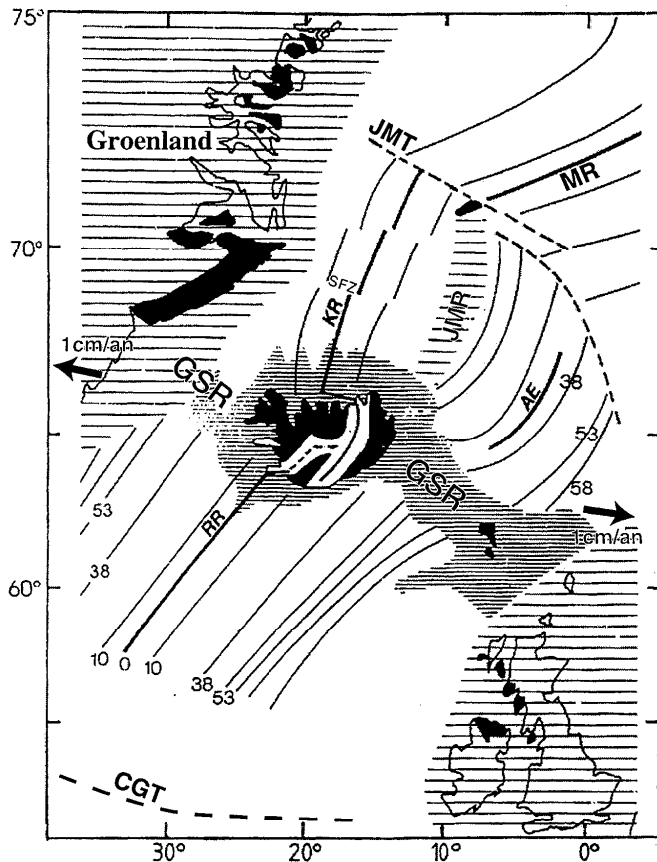 75°
Groenland
JMT
MR
70°
SFZ
KR
JMR
1cm/an
GSR
AE
38
53
GSR
58
53
RR
1cm/an
38
60°
10 0 10
38
53
CGT
30° 20° 10° 0°